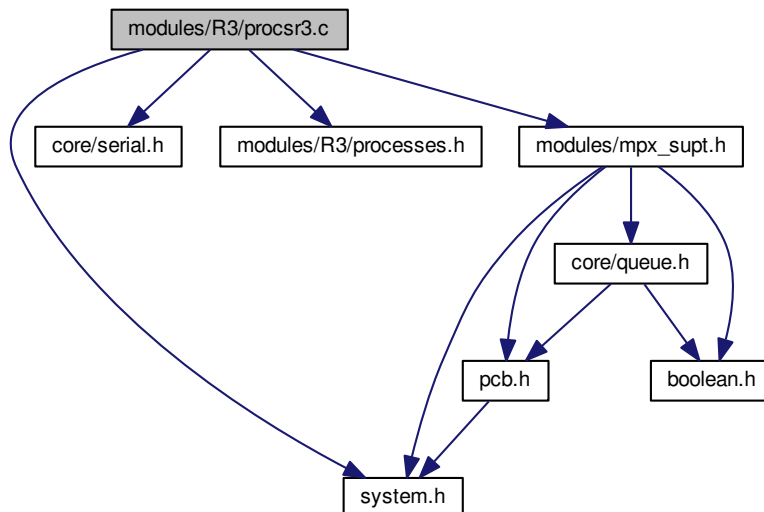 modules/R3/procsr3.c
core/serial.h
modules/R3/processes.h
modules/mpx_supt.h
core/queue.h
pcb.h
boolean.h
system.h